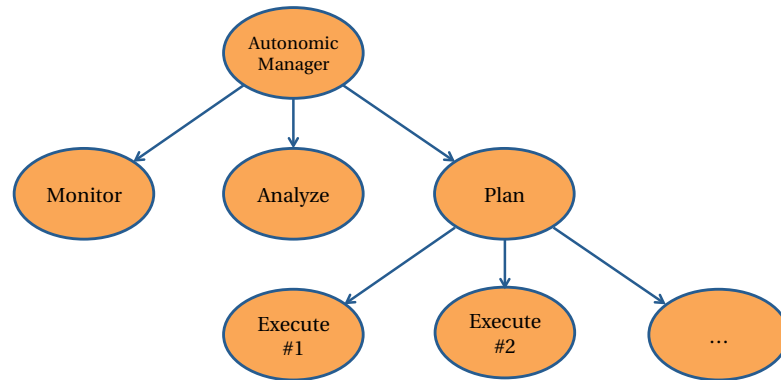 Autonomic
Manager
Monitor
Analyze
Plan
Execute
#1
Execute
#2
...